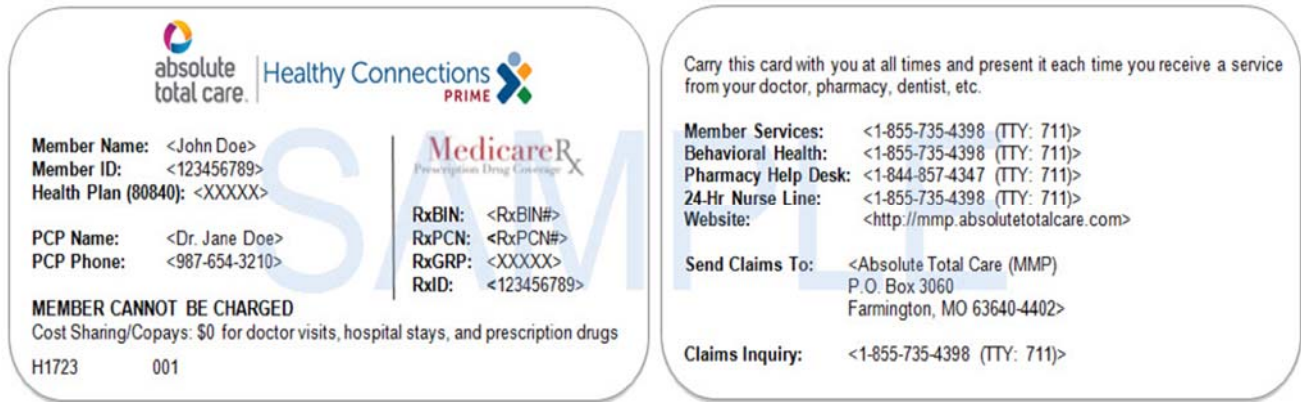 absolute
total care.
Healthy Connections
PRIME
Member Name: <John Doe>
Member ID: <123456789>
Health Plan (80840): <XXXXX>
PCP Name: <Dr. Jane Doe>
PCP Phone: <987-654-3210>
MedicareRx
Prescription Drug Coverage
RxBIN: <RxBIN#>
RxPCN: <RxPCN#>
RxGRP: <XXXXX>
RxID: <123456789>
MEMBER CANNOT BE CHARGED
Cost Sharing/Copays: $0 for doctor visits, hospital stays, and prescription drugs
H1723 001
Carry this card with you at all times and present it each time you receive a service
from your doctor, pharmacy, dentist, etc.
Member Services: <1-855-735-4398 (TTY: 711)>
Behavioral Health: <1-855-735-4398 (TTY: 711)>
Pharmacy Help Desk: <1-844-857-4347 (TTY: 711)>
24-Hr Nurse Line: <1-855-735-4398 (TTY: 711)>
Website: <http://mmp.absolutetotalcare.com>
Send Claims To: <Absolute Total Care (MMP)
P.O. Box 3060
Farmington, MO 63640-4402>
Claims Inquiry: <1-855-735-4398 (TTY: 711)>
SAMPLE